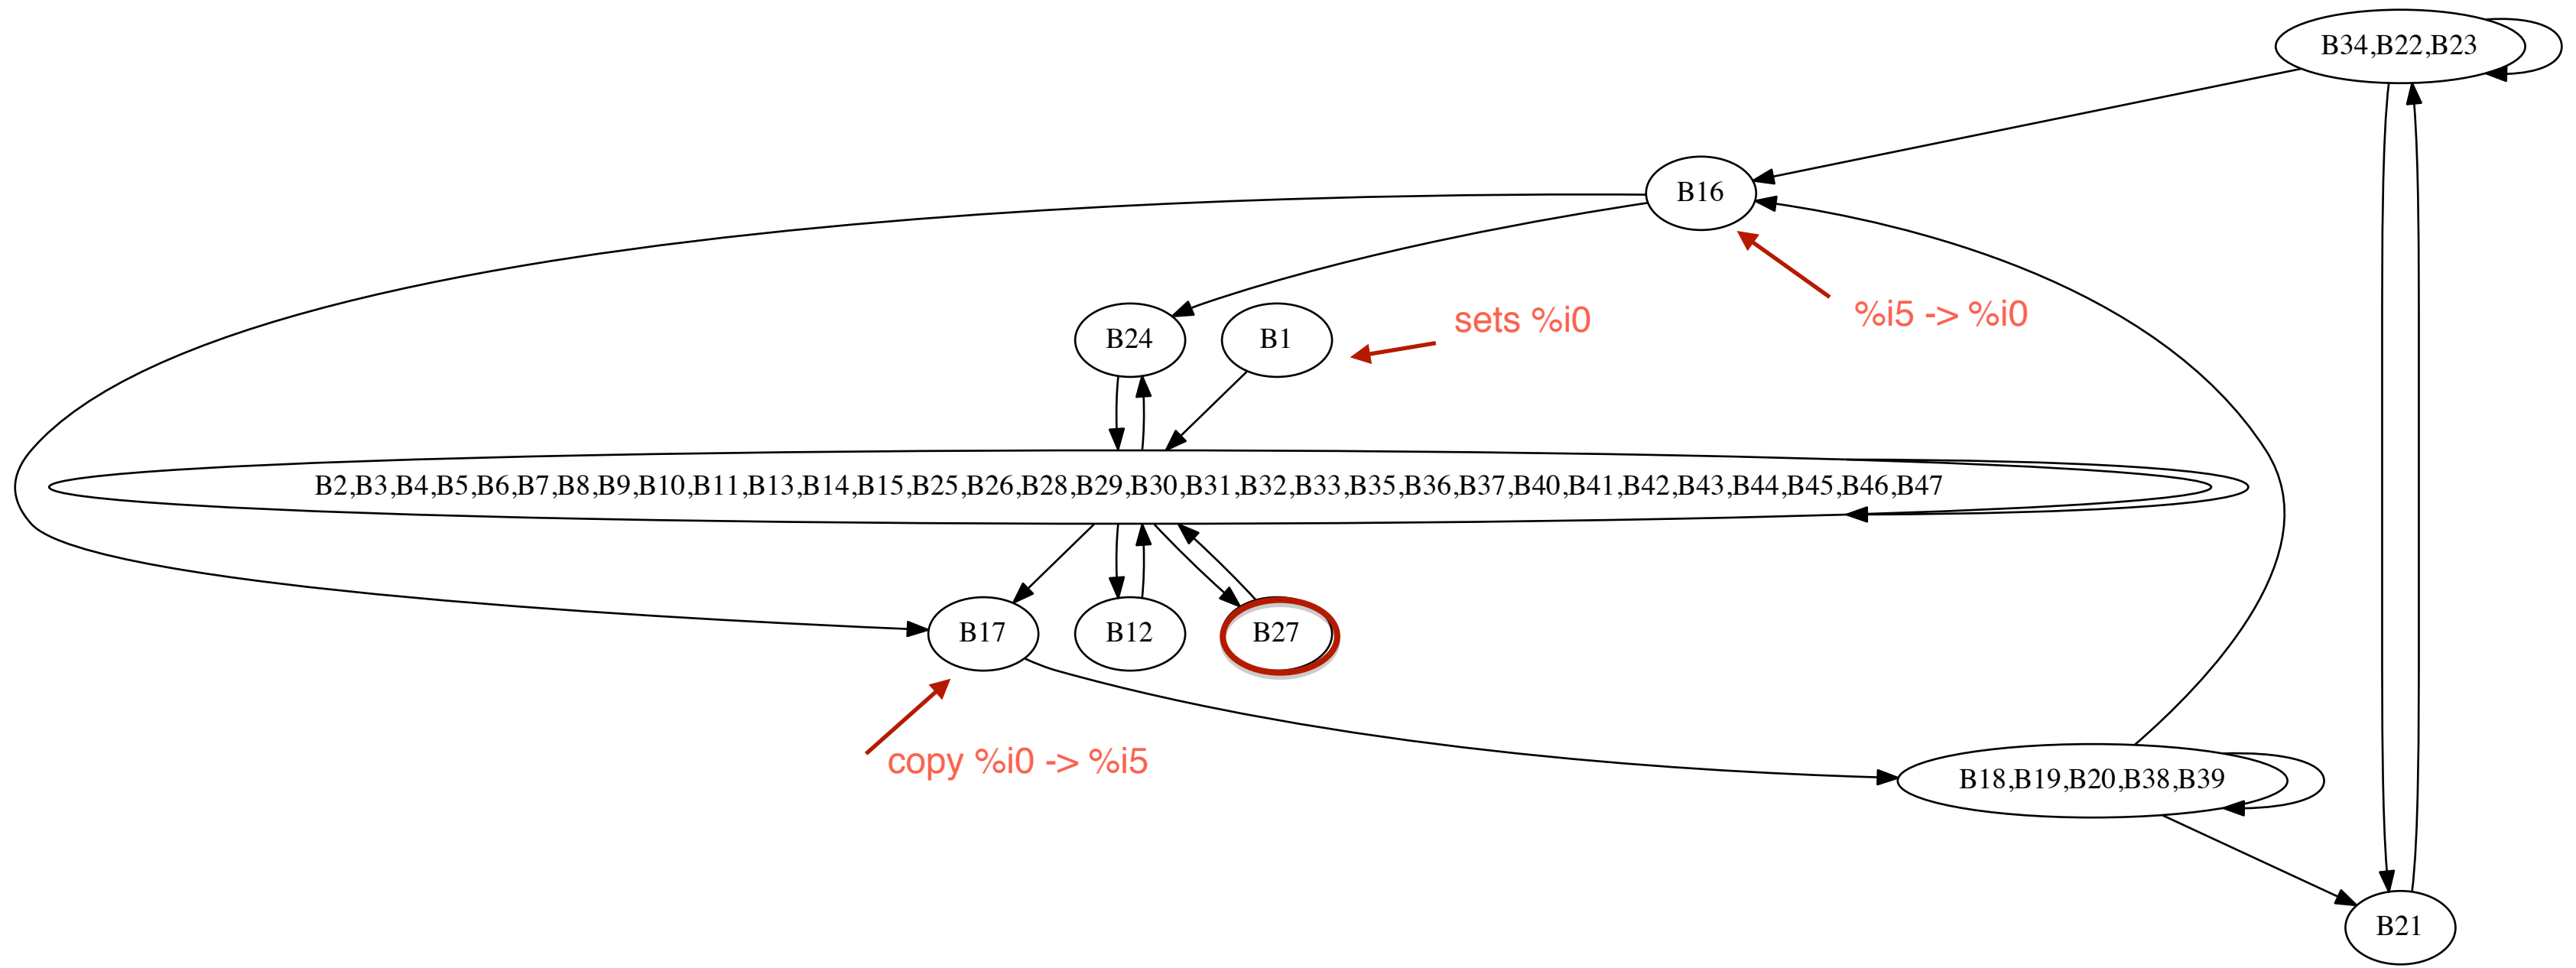 B34,B22,B23
B16
%i5 -> %i0
sets %i0
B24
B1
B2,B3,B4,B5,B6,B7,B8,B9,B10,B11,B13,B14,B15,B25,B26,B28,B29,B30,B31,B32,B33,B35,B36,B37,B40,B41,B42,B43,B44,B45,B46,B47
B17
B12
B27
copy %i0 -> %i5
B18,B19,B20,B38,B39
B21